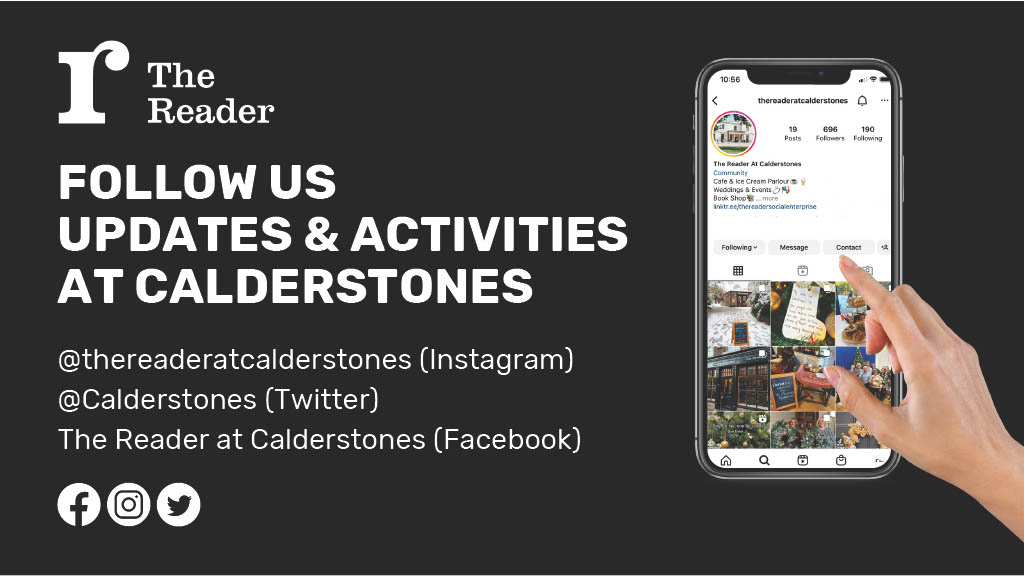 The
Reader
FOLLOW US
UPDATES & ACTIVITIES
AT CALDERSTONES
@thereaderatcalderstones (Instagram)
@Calderstones (Twitter)
The Reader at Calderstones (Facebook)
10:56
thereaderatcalderstones
19 696 190
Posts Followers Following
The Reader At Calderstones
Community
Cafe & Ice Cream Parlour
Weddings & Events
Book Shop ... more
linktr.ee/thereadersocialenterprise
Following Message Contact